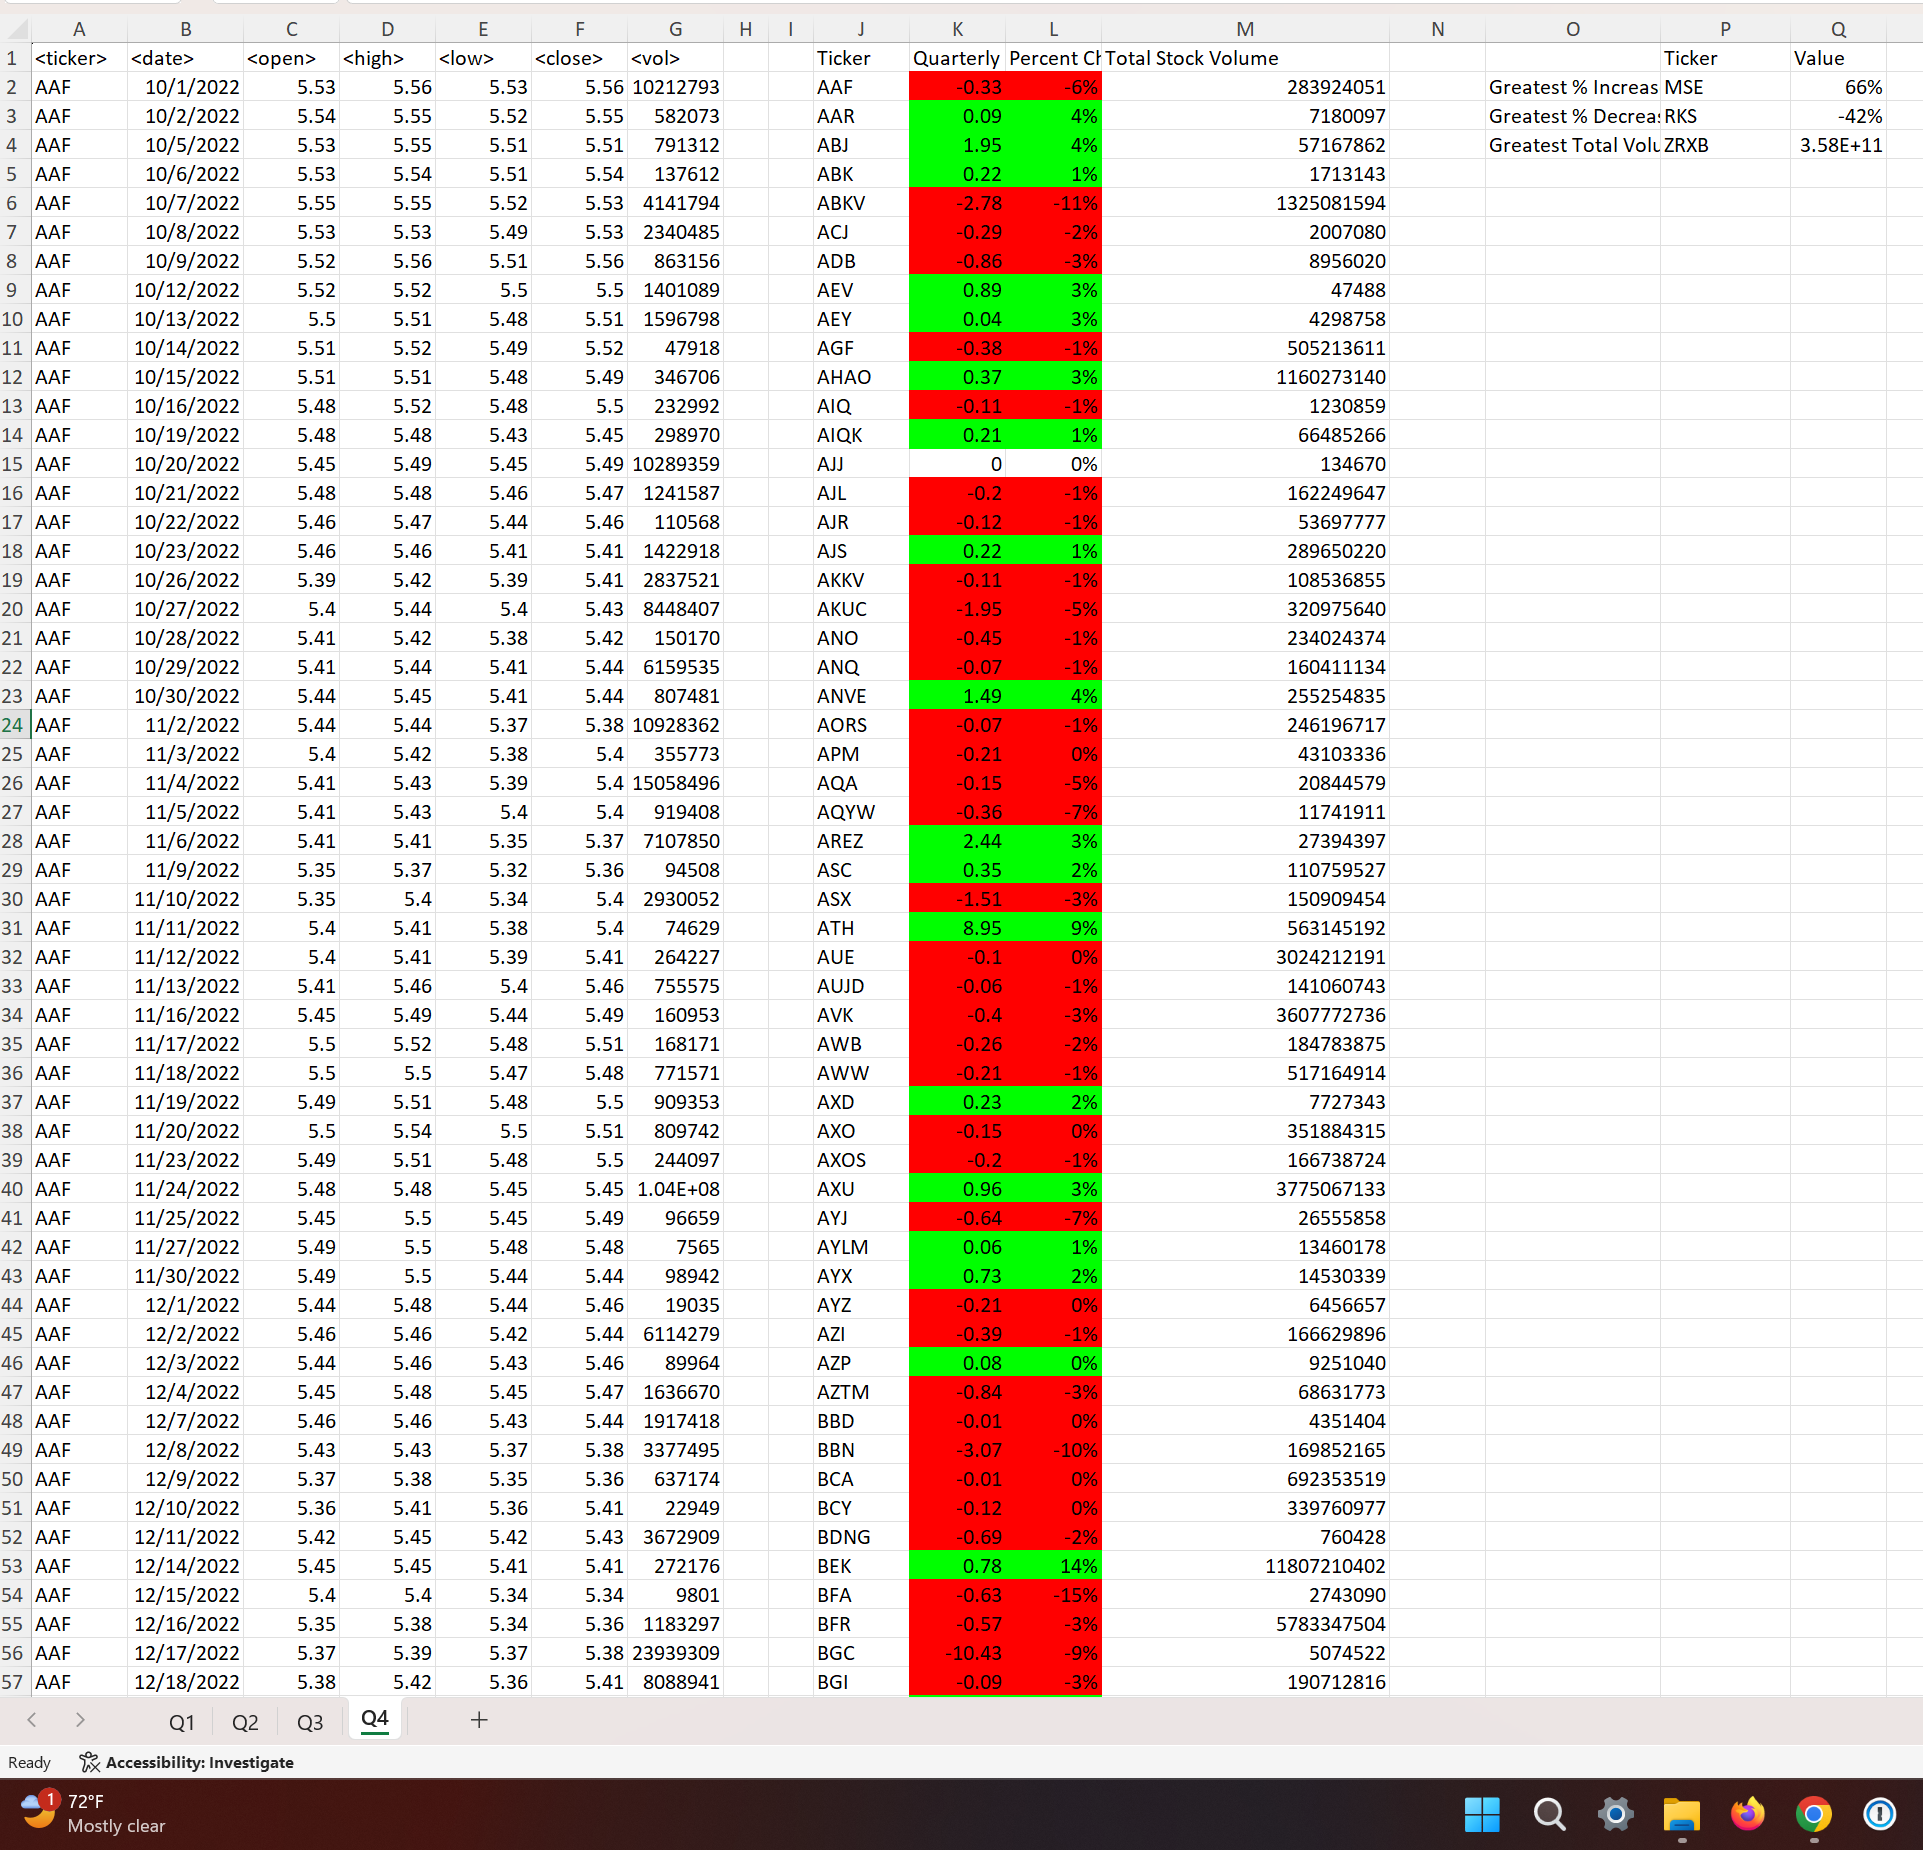 A B C D E F G H I J K L M N O P Q
1 <ticker> <date> <open> <high> <low> <close> <vol> Ticker Quarterly Percent Ch Total Stock Volume Ticker Value
2 AAF 10/1/2022 5.53 5.56 5.53 5.56 10212793 AAF -0.33 -6% 283924051 Greatest % Increas MSE 66%
3 AAF 10/2/2022 5.54 5.55 5.52 5.55 582073 AAR 0.09 4% 7180097 Greatest % Decrea RKS -42%
4 AAF 10/5/2022 5.53 5.55 5.51 5.51 791312 ABJ 1.95 4% 57167862 Greatest Total Volu ZRXB 3.58E+11
5 AAF 10/6/2022 5.53 5.54 5.51 5.54 137612 ABK 0.22 1% 1713143
6 AAF 10/7/2022 5.55 5.55 5.52 5.53 4141794 ABKV -2.78 -11% 1325081594
7 AAF 10/8/2022 5.53 5.53 5.49 5.53 2340485 ACJ -0.29 -2% 2007080
8 AAF 10/9/2022 5.52 5.56 5.51 5.56 863156 ADB -0.86 -3% 8956020
9 AAF 10/12/2022 5.52 5.52 5.5 5.5 1401089 AEV 0.89 3% 47488
10 AAF 10/13/2022 5.5 5.51 5.48 5.51 1596798 AEY 0.04 3% 4298758
11 AAF 10/14/2022 5.51 5.52 5.49 5.52 47918 AGF -0.38 -1% 505213611
12 AAF 10/15/2022 5.51 5.51 5.48 5.49 346706 AHAO 0.37 3% 1160273140
13 AAF 10/16/2022 5.48 5.52 5.48 5.5 232992 AIQ -0.11 -1% 1230859
14 AAF 10/19/2022 5.48 5.48 5.43 5.45 298970 AIQK 0.21 1% 66485266
15 AAF 10/20/2022 5.45 5.49 5.45 5.49 10289359 AJJ 0 0% 134670
16 AAF 10/21/2022 5.48 5.48 5.46 5.47 1241587 AJL -0.2 -1% 162249647
17 AAF 10/22/2022 5.46 5.47 5.44 5.46 110568 AJR -0.12 -1% 53697777
18 AAF 10/23/2022 5.46 5.46 5.41 5.41 1422918 AJS 0.22 1% 289650220
19 AAF 10/26/2022 5.39 5.42 5.39 5.41 2837521 AKKV -0.11 -1% 108536855
20 AAF 10/27/2022 5.4 5.44 5.4 5.43 8448407 AKUC -1.95 -5% 320975640
21 AAF 10/28/2022 5.41 5.42 5.38 5.42 150170 ANO -0.45 -1% 234024374
22 AAF 10/29/2022 5.41 5.44 5.41 5.44 6159535 ANQ -0.07 -1% 160411134
23 AAF 10/30/2022 5.44 5.45 5.41 5.44 807481 ANVE 1.49 4% 255254835
24 AAF 11/2/2022 5.44 5.44 5.37 5.38 10928362 AORS -0.07 -1% 246196717
25 AAF 11/3/2022 5.4 5.42 5.38 5.4 355773 APM -0.21 0% 43103336
26 AAF 11/4/2022 5.41 5.43 5.39 5.4 15058496 AQA -0.15 -5% 20844579
27 AAF 11/5/2022 5.41 5.43 5.4 5.4 919408 AQYW -0.36 -7% 11741911
28 AAF 11/6/2022 5.41 5.41 5.35 5.37 7107850 AREZ 2.44 3% 27394397
29 AAF 11/9/2022 5.35 5.37 5.32 5.36 94508 ASC 0.35 2% 110759527
30 AAF 11/10/2022 5.35 5.4 5.34 5.4 2930052 ASX -1.51 -3% 150909454
31 AAF 11/11/2022 5.4 5.41 5.38 5.4 74629 ATH 8.95 9% 563145192
32 AAF 11/12/2022 5.4 5.41 5.39 5.41 264227 AUE -0.1 0% 3024212191
33 AAF 11/13/2022 5.41 5.46 5.4 5.46 755575 AUJD -0.06 -1% 141060743
34 AAF 11/16/2022 5.45 5.49 5.44 5.49 160953 AVK -0.4 -3% 3607772736
35 AAF 11/17/2022 5.5 5.52 5.48 5.51 168171 AWB -0.26 -2% 184783875
36 AAF 11/18/2022 5.5 5.5 5.47 5.48 771571 AWW -0.21 -1% 517164914
37 AAF 11/19/2022 5.49 5.51 5.48 5.5 909353 AXD 0.23 2% 7727343
38 AAF 11/20/2022 5.5 5.54 5.5 5.51 809742 AXO -0.15 0% 351884315
39 AAF 11/23/2022 5.49 5.51 5.48 5.5 244097 AXOS -0.2 -1% 166738724
40 AAF 11/24/2022 5.48 5.48 5.45 5.45 1.04E+08 AXU 0.96 3% 3775067133
41 AAF 11/25/2022 5.45 5.5 5.45 5.49 96659 AYJ -0.64 -7% 26555858
42 AAF 11/27/2022 5.49 5.5 5.48 5.48 7565 AYLM 0.06 1% 13460178
43 AAF 11/30/2022 5.49 5.5 5.44 5.44 98942 AYX 0.73 2% 14530339
44 AAF 12/1/2022 5.44 5.48 5.44 5.46 19035 AYZ -0.21 0% 6456657
45 AAF 12/2/2022 5.46 5.46 5.42 5.44 6114279 AZI -0.39 -1% 166629896
46 AAF 12/3/2022 5.44 5.46 5.43 5.46 89964 AZP 0.08 0% 9251040
47 AAF 12/4/2022 5.45 5.48 5.45 5.47 1636670 AZTM -0.84 -3% 68631773
48 AAF 12/7/2022 5.46 5.46 5.43 5.44 1917418 BBD -0.01 0% 4351404
49 AAF 12/8/2022 5.43 5.43 5.37 5.38 3377495 BBN -3.07 -10% 169852165
50 AAF 12/9/2022 5.37 5.38 5.35 5.36 637174 BCA -0.01 0% 692353519
51 AAF 12/10/2022 5.36 5.41 5.36 5.41 22949 BCY -0.12 0% 339760977
52 AAF 12/11/2022 5.42 5.45 5.42 5.43 3672909 BDNG -0.69 -2% 760428
53 AAF 12/14/2022 5.45 5.45 5.41 5.41 272176 BEK 0.78 14% 11807210402
54 AAF 12/15/2022 5.4 5.4 5.34 5.34 9801 BFA -0.63 -15% 2743090
55 AAF 12/16/2022 5.35 5.38 5.34 5.36 1183297 BFR -0.57 -3% 5783347504
56 AAF 12/17/2022 5.37 5.39 5.37 5.38 23939309 BGC -10.43 -9% 5074522
57 AAF 12/18/2022 5.38 5.42 5.36 5.41 8088941 BGI -0.09 -3% 190712816
Q1 Q2 Q3 Q4 +
Ready Accessibility: Investigate
1 72°F
Mostly clear